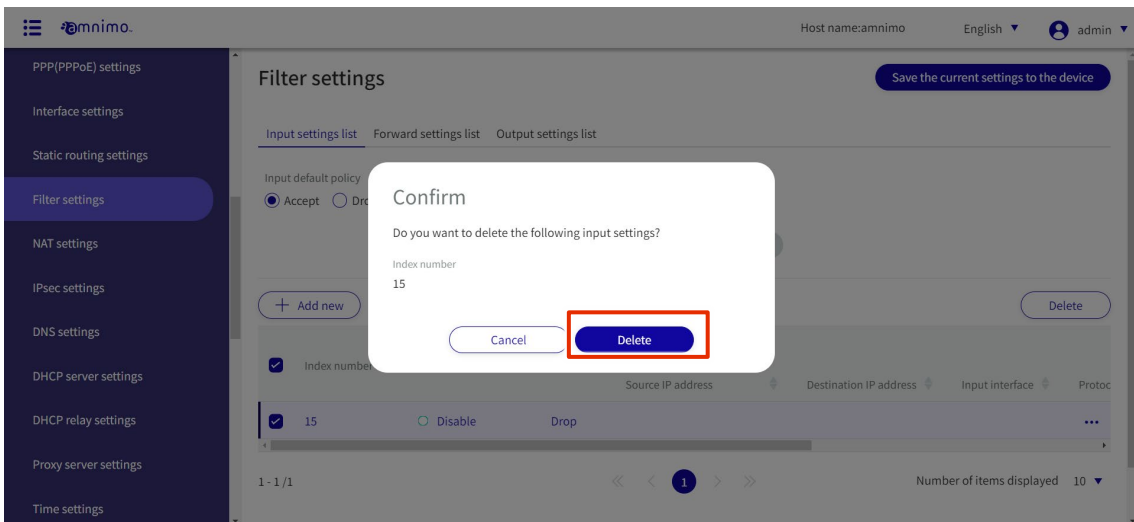 amnimo
Host name:amnimo
English
admin
PPP(PPPoE) settings
Interface settings
Static routing settings
Filter settings
NAT settings
IPsec settings
DNS settings
DHCP server settings
DHCP relay settings
Proxy server settings
Time settings
Filter settings
Save the current settings to the device
Input settings list Forward settings list Output settings list
Input default policy
Accept Dro
Confirm
Do you want to delete the following input settings?
Index number
15
Cancel Delete
+ Add new
Delete
Index number
Source IP address Destination IP address Input interface Protoc
15 Disable Drop ...
1 - 1 /1
« < 1 > »
Number of items displayed 10